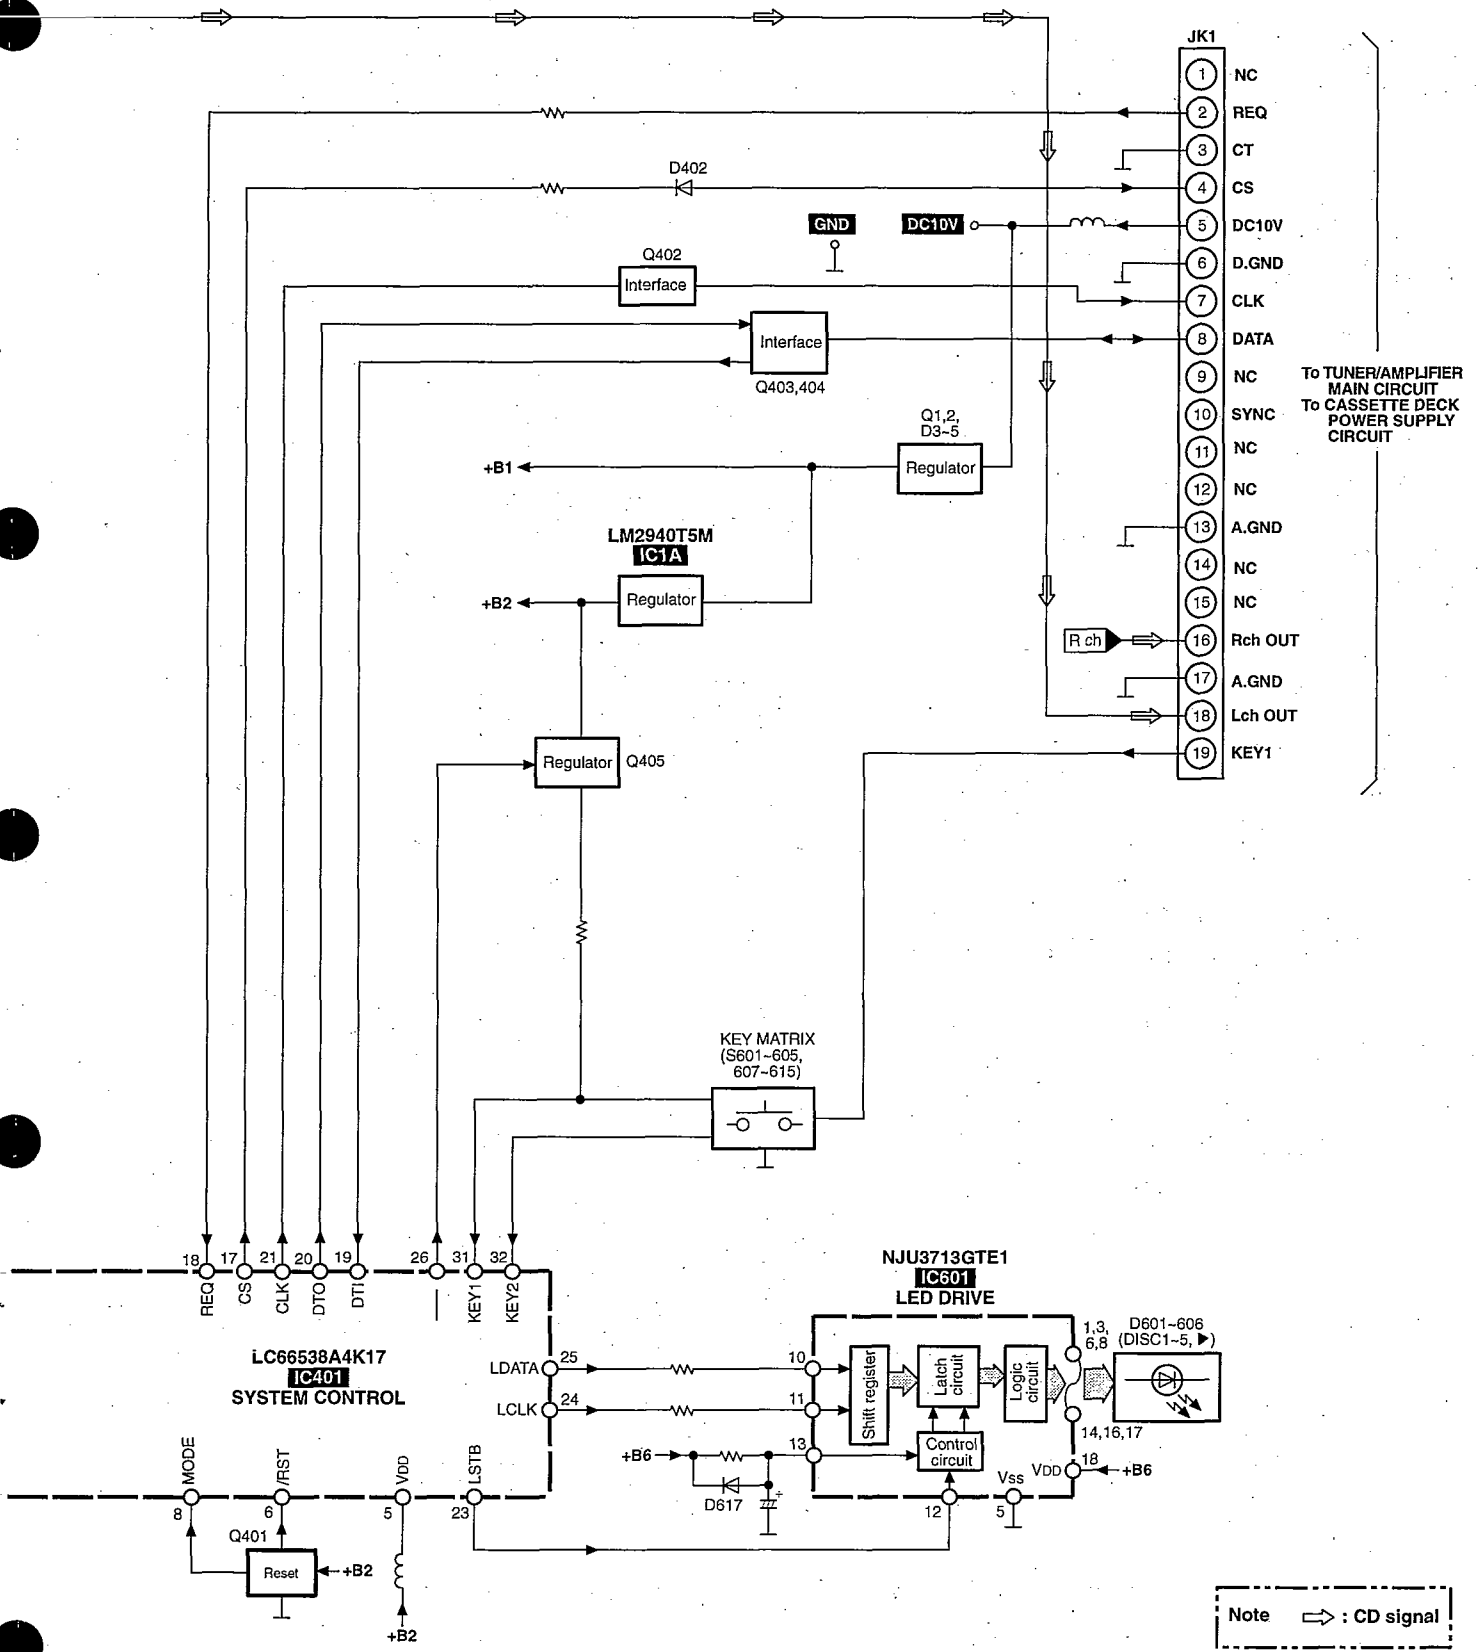 JK1
1 NC
2 REQ
3 CT
D402
4 CS
GND
DC10V
5 DC10V
Q402
6 D.GND
Interface
7 CLK
Interface
8 DATA
Q403,404
9 NC
To TUNER/AMPLIFIER
MAIN CIRCUIT
To CASSETTE DECK
POWER SUPPLY
CIRCUIT
Q1,2,
D3~5
10 SYNC
+B1
Regulator
11 NC
12 NC
LM2940T5M
IC1A
13 A.GND
14 NC
+B2
Regulator
15 NC
R ch
16 Rch OUT
17 A.GND
18 Lch OUT
Regulator
Q405
19 KEY1
KEY MATRIX
(S601~605,
607~615)
18
17
21
20
19
26
31
32
REQ
CS
CLK
DTO
DTI
—
KEY1
KEY2
NJU3713GTE1
IC601
LED DRIVE
LC66538A4K17
IC401
SYSTEM CONTROL
LDATA
25
10
LCLK
24
11
Shift register
Latch
circuit
Logic
circuit
1,3,
6,8
D601~606
(DISC1~5, ▶)
14,16,17
+B6
13
Control
circuit
D617
+
VDD
18
+B6
Vss
12
5
MODE
VRST
VDD
LSTB
8
6
5
23
Q401
Reset
+B2
+B2
Note ⇨ : CD signal